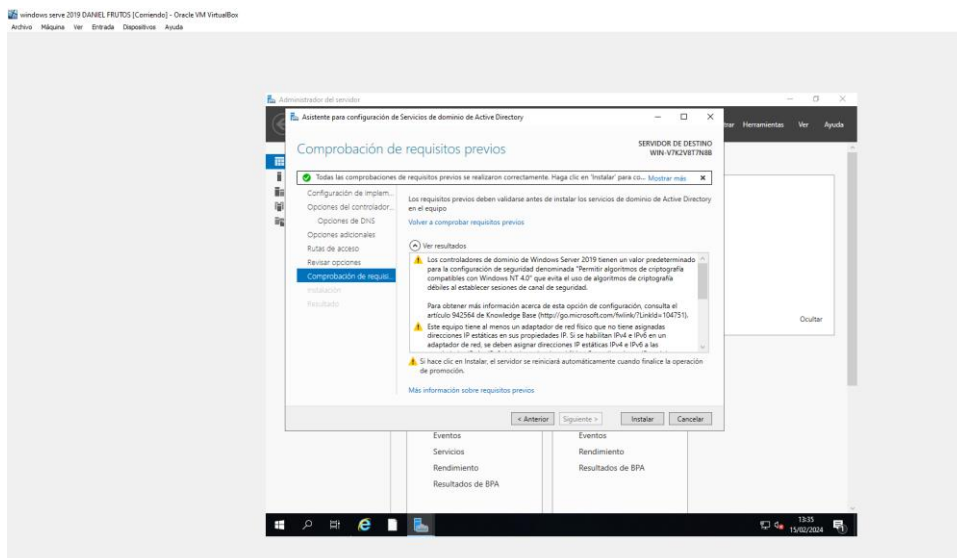 windows serve 2019 DANIEL FRUTOS [Corriendo] - Oracle VM VirtualBox
Archivo Máquina Ver Entrada Dispositivos Ayuda
Administrador del servidor
Asistente para configuración de Servicios de dominio de Active Directory
Herramientas Ver Ayuda
Comprobación de requisitos previos
SERVIDOR DE DESTINO
WIN-V7K2V8T7N8B
Todas las comprobaciones de requisitos previos se realizaron correctamente. Haga clic en 'Instalar' para co... Mostrar más
Configuración de implem...
Opciones del controlador...
Opciones de DNS
Opciones adicionales
Rutas de acceso
Revisar opciones
Comprobación de requisi...
Instalación
Resultado
Los requisitos previos deben validarse antes de instalar los servicios de dominio de Active Directory
en el equipo
Volver a comprobar requisitos previos
Ver resultados
Los controladores de dominio de Windows Server 2019 tienen un valor predeterminado
para la configuración de seguridad denominada "Permitir algoritmos de criptografía
compatibles con Windows NT 4.0" que evita el uso de algoritmos de criptografía
débiles al establecer sesiones de canal de seguridad.
Para obtener más información acerca de esta opción de configuración, consulta el
artículo 942564 de Knowledge Base (http://go.microsoft.com/fwlink/?LinkId=104751).
Este equipo tiene al menos un adaptador de red físico que no tiene asignadas
direcciones IP estáticas en sus propiedades IP. Si se habilitan IPv4 e IPv6 en un
adaptador de red, se deben asignar direcciones IP estáticas IPv4 e IPv6 a las
Si hace clic en Instalar, el servidor se reiniciará automáticamente cuando finalice la operación
de promoción.
Más información sobre requisitos previos
< Anterior Siguiente > Instalar Cancelar
Ocultar
Eventos
Servicios
Rendimiento
Resultados de BPA
Eventos
Rendimiento
Resultados de BPA
13:35
15/02/2024